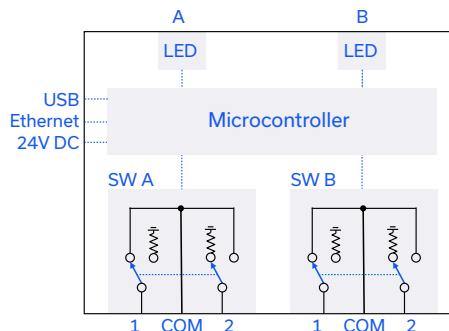 A B
LED LED
USB
Ethernet
24V DC
Microcontroller
SW A SW B
1 COM 2 1 COM 2